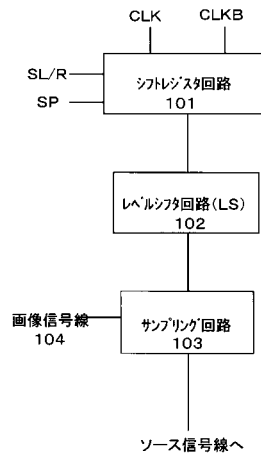 CLK CLKB
SL/R
SP
シフトレジスタ回路
101
レベルシフタ回路(LS)
102
画像信号線
104
サンプリング回路
103
ソース信号線へ